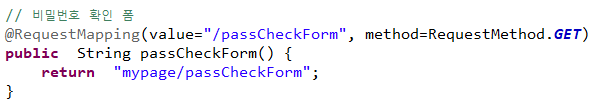 // 비밀번호 확인 폼
@RequestMapping(value="/passCheckForm", method=RequestMethod.GET)
public  String passCheckForm() {
    return  "mypage/passCheckForm";
}